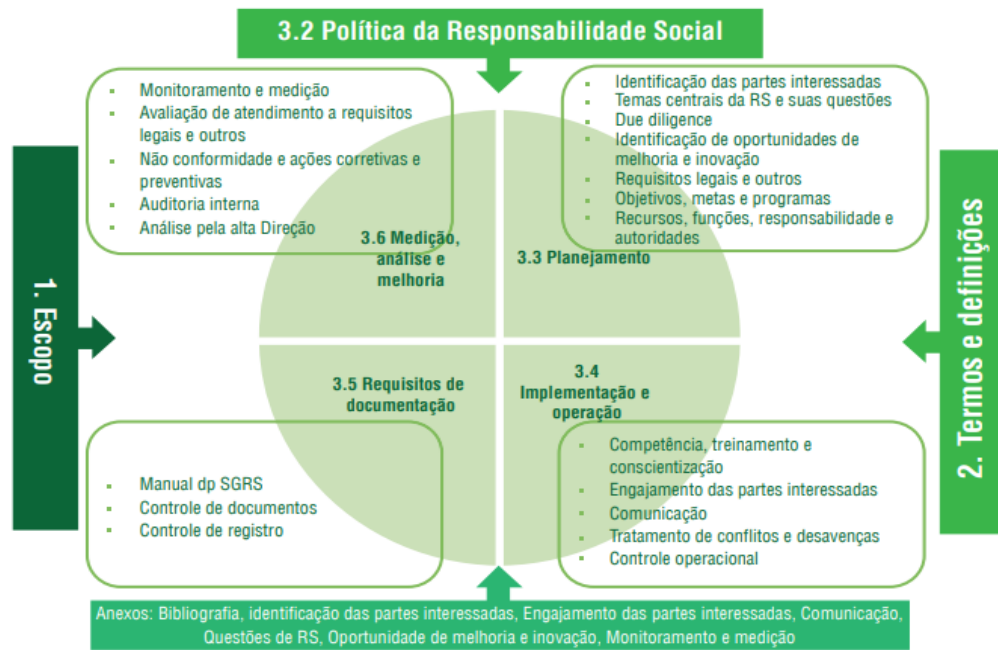 3.2 Política da Responsabilidade Social
Monitoramento e medição
Avaliação de atendimento a requisitos
legais e outros
Não conformidade e ações corretivas e
preventivas
Auditoria interna
Análise pela alta Direção
Identificação das partes interessadas
Temas centrais da RS e suas questões
Due diligence
Identificação de oportunidades de
melhoria e inovação
Requisitos legais e outros
Objetivos, metas e programas
Recursos, funções, responsabilidade e
autoridades
1. Escopo
3.6 Medição,
análise e
melhoria
3.3 Planejamento
2. Termos e definições
3.5 Requisitos de
documentação
3.4
Implementação e
operação
Manual dp SGRS
Controle de documentos
Controle de registro
Competência, treinamento e
conscientização
Engajamento das partes interessadas
Comunicação
Tratamento de conflitos e desavenças
Controle operacional
Anexos: Bibliografia, identificação das partes interessadas, Engajamento das partes interessadas, Comunicação,
Questões de RS, Oportunidade de melhoria e inovação, Monitoramento e medição